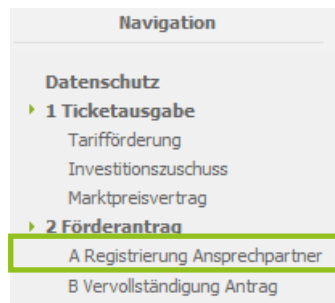 Navigation
Datenschutz
1 Ticketausgabe
Tarifförderung
Investitionszuschuss
Marktpreisvertrag
2 Förderantrag
A Registrierung Ansprechpartner
B Vervollständigung Antrag